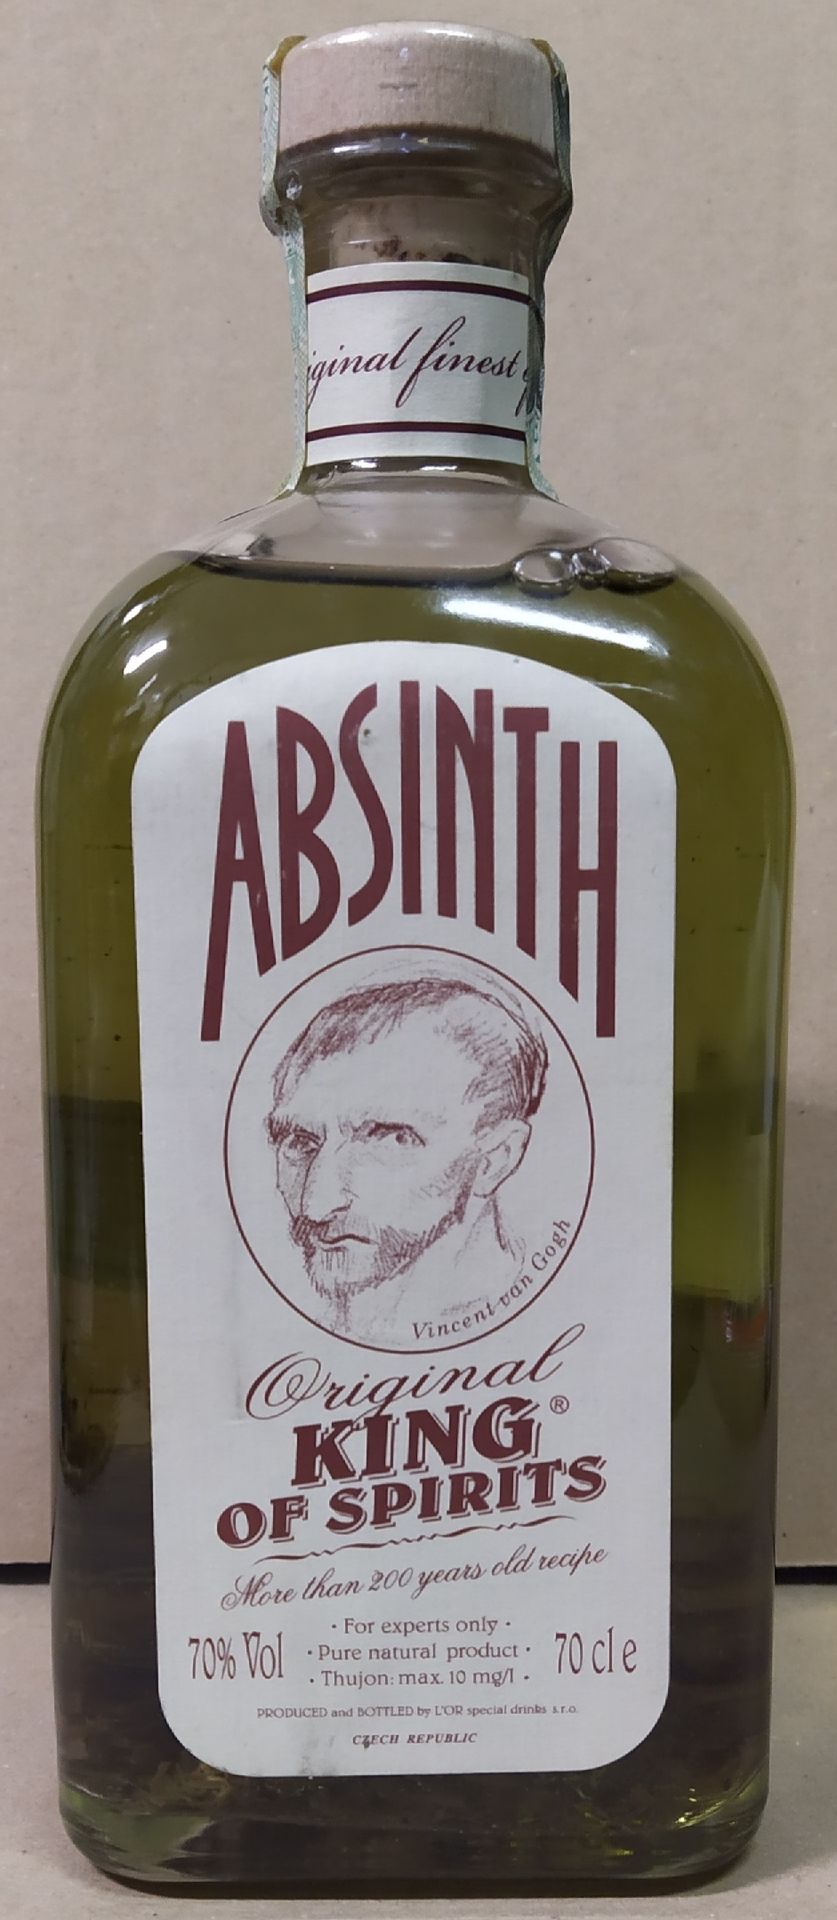 finest
ABSINTH
Vincent van Gogh
Original
KING®
OF SPIRITS
More than 200 years old recipe
70% Vol
· For experts only ·
· Pure natural product ·
· Thujon: max. 10 mg/l ·
70 cl e
PRODUCED and BOTTLED by L'OR special drinks s.r.o.
CZECH REPUBLIC